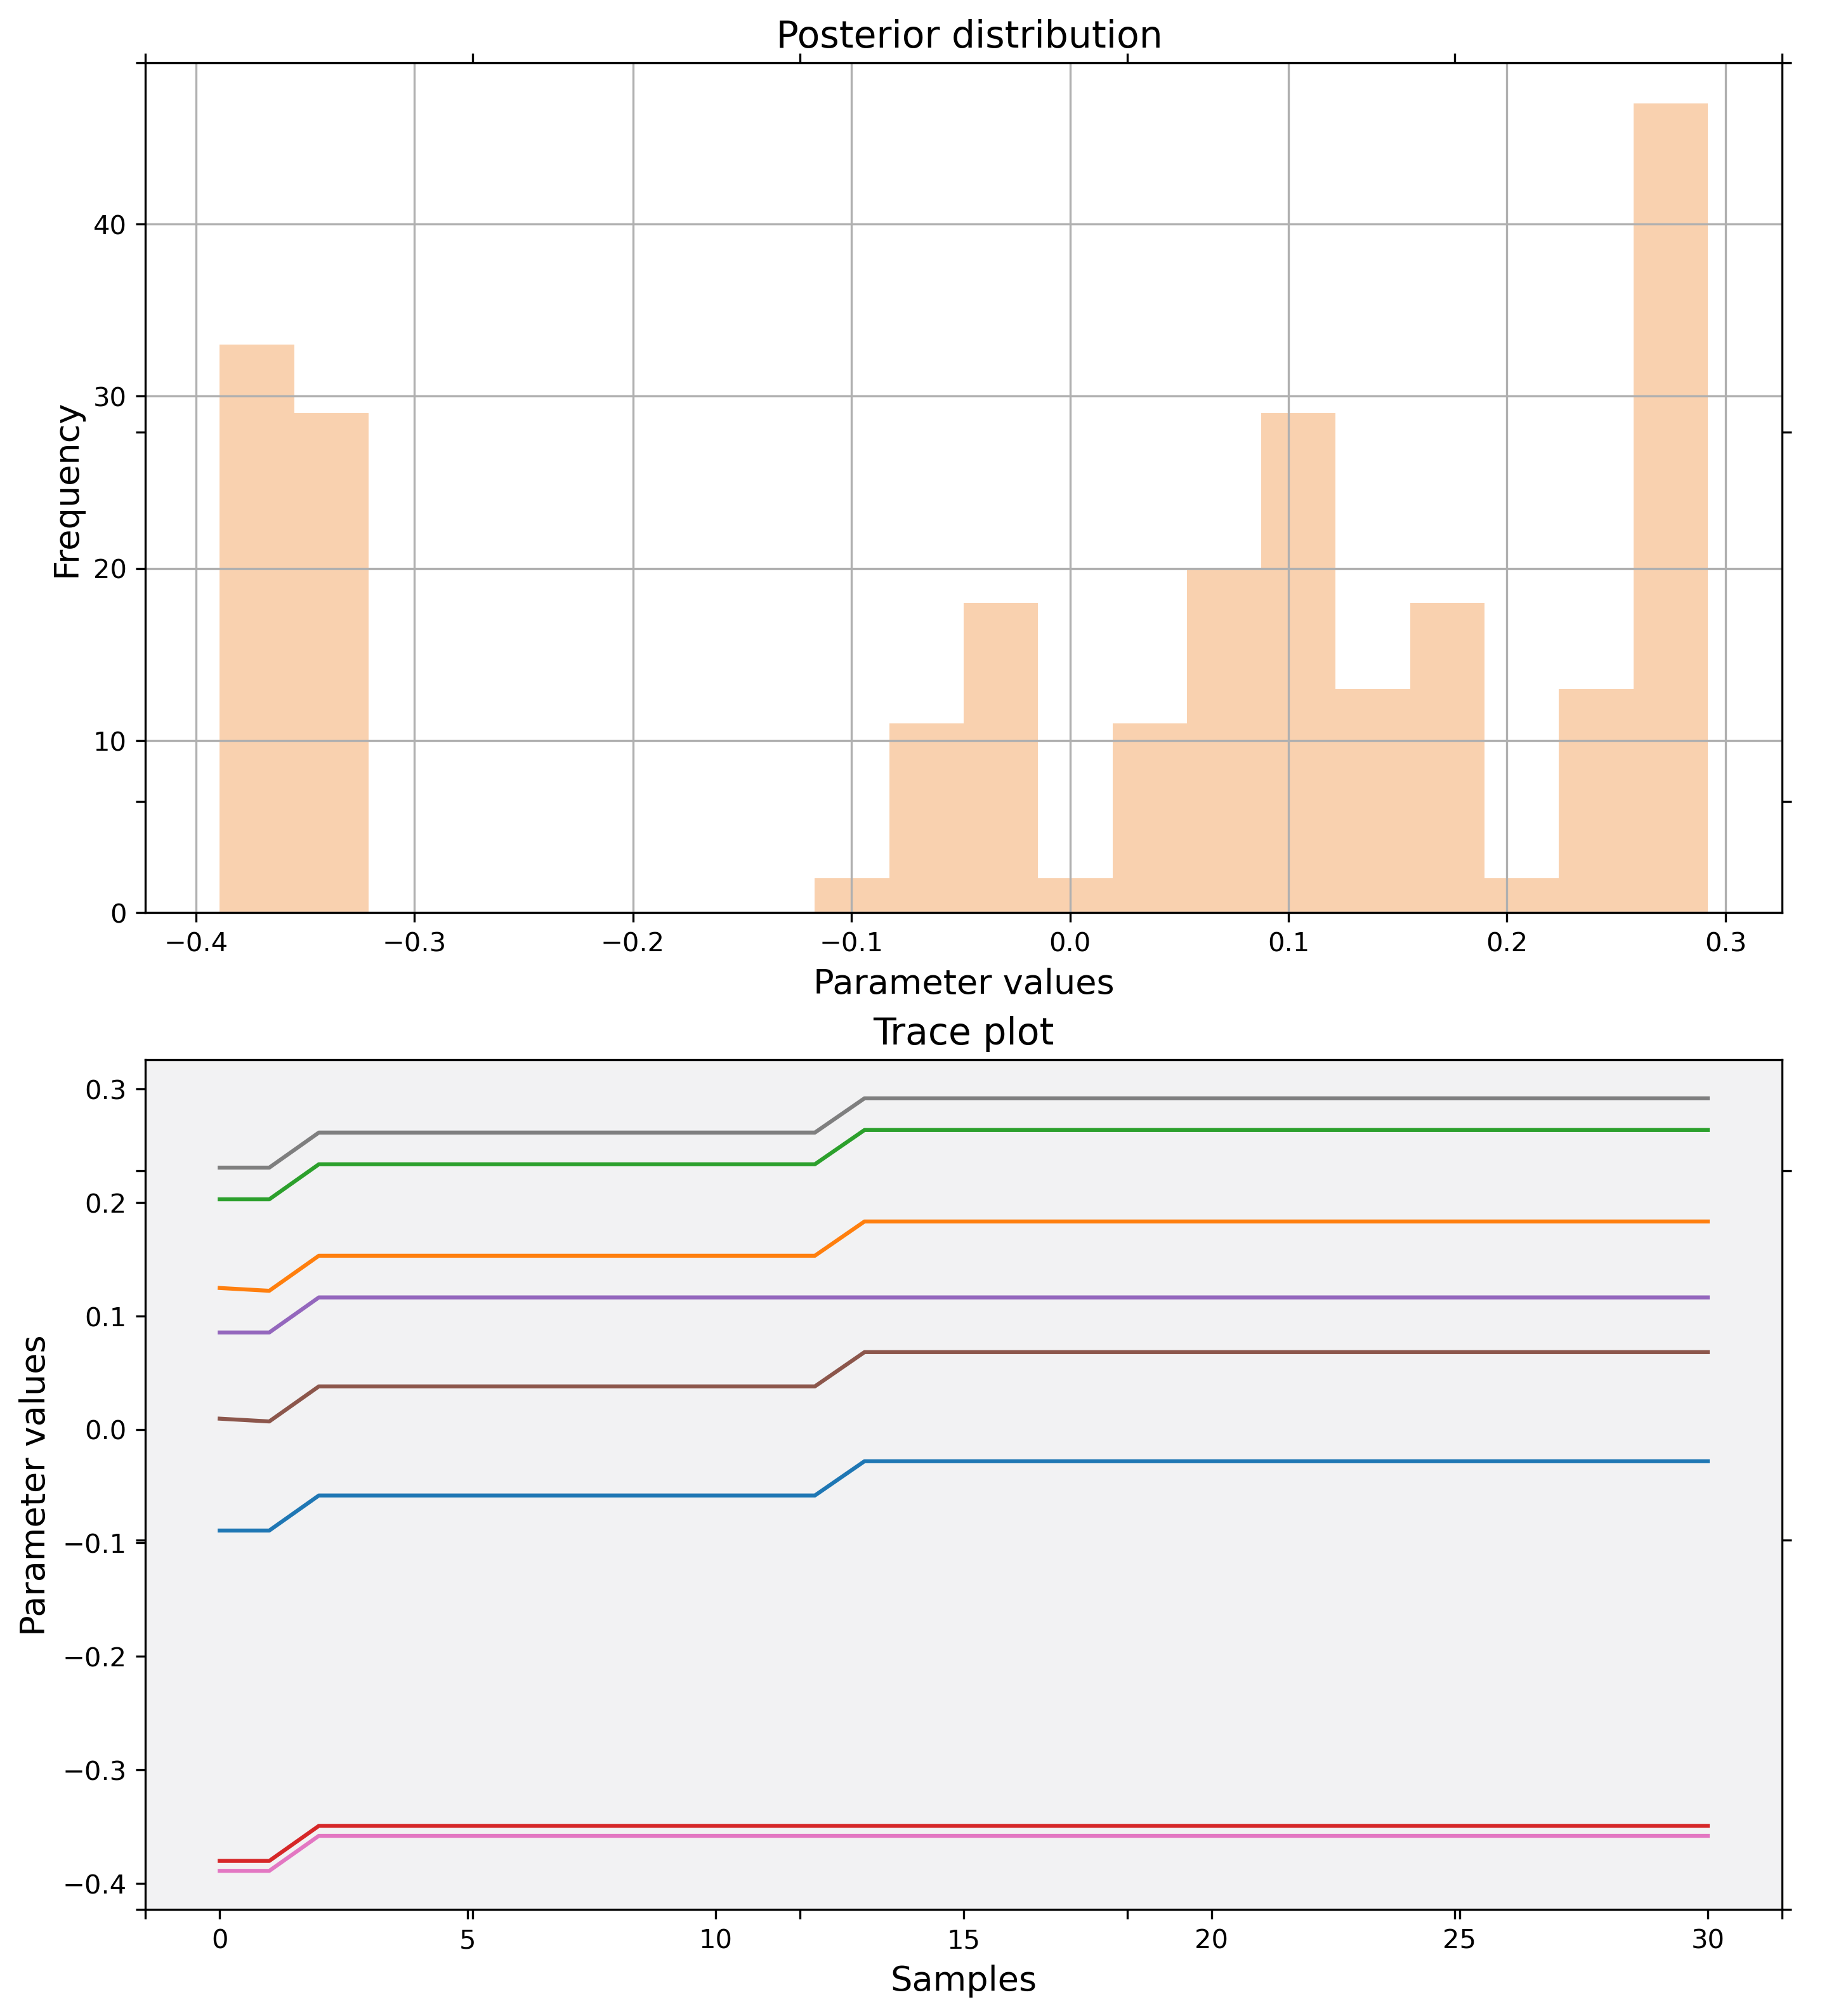 Posterior distribution
Frequency
40
30
20
10
0
−0.4 −0.3 −0.2 −0.1 0.0 0.1 0.2 0.3
Parameter values
Trace plot
Parameter values
0.3
0.2
0.1
0.0
−0.1
−0.2
−0.3
−0.4
0 5 10 15 20 25 30
Samples